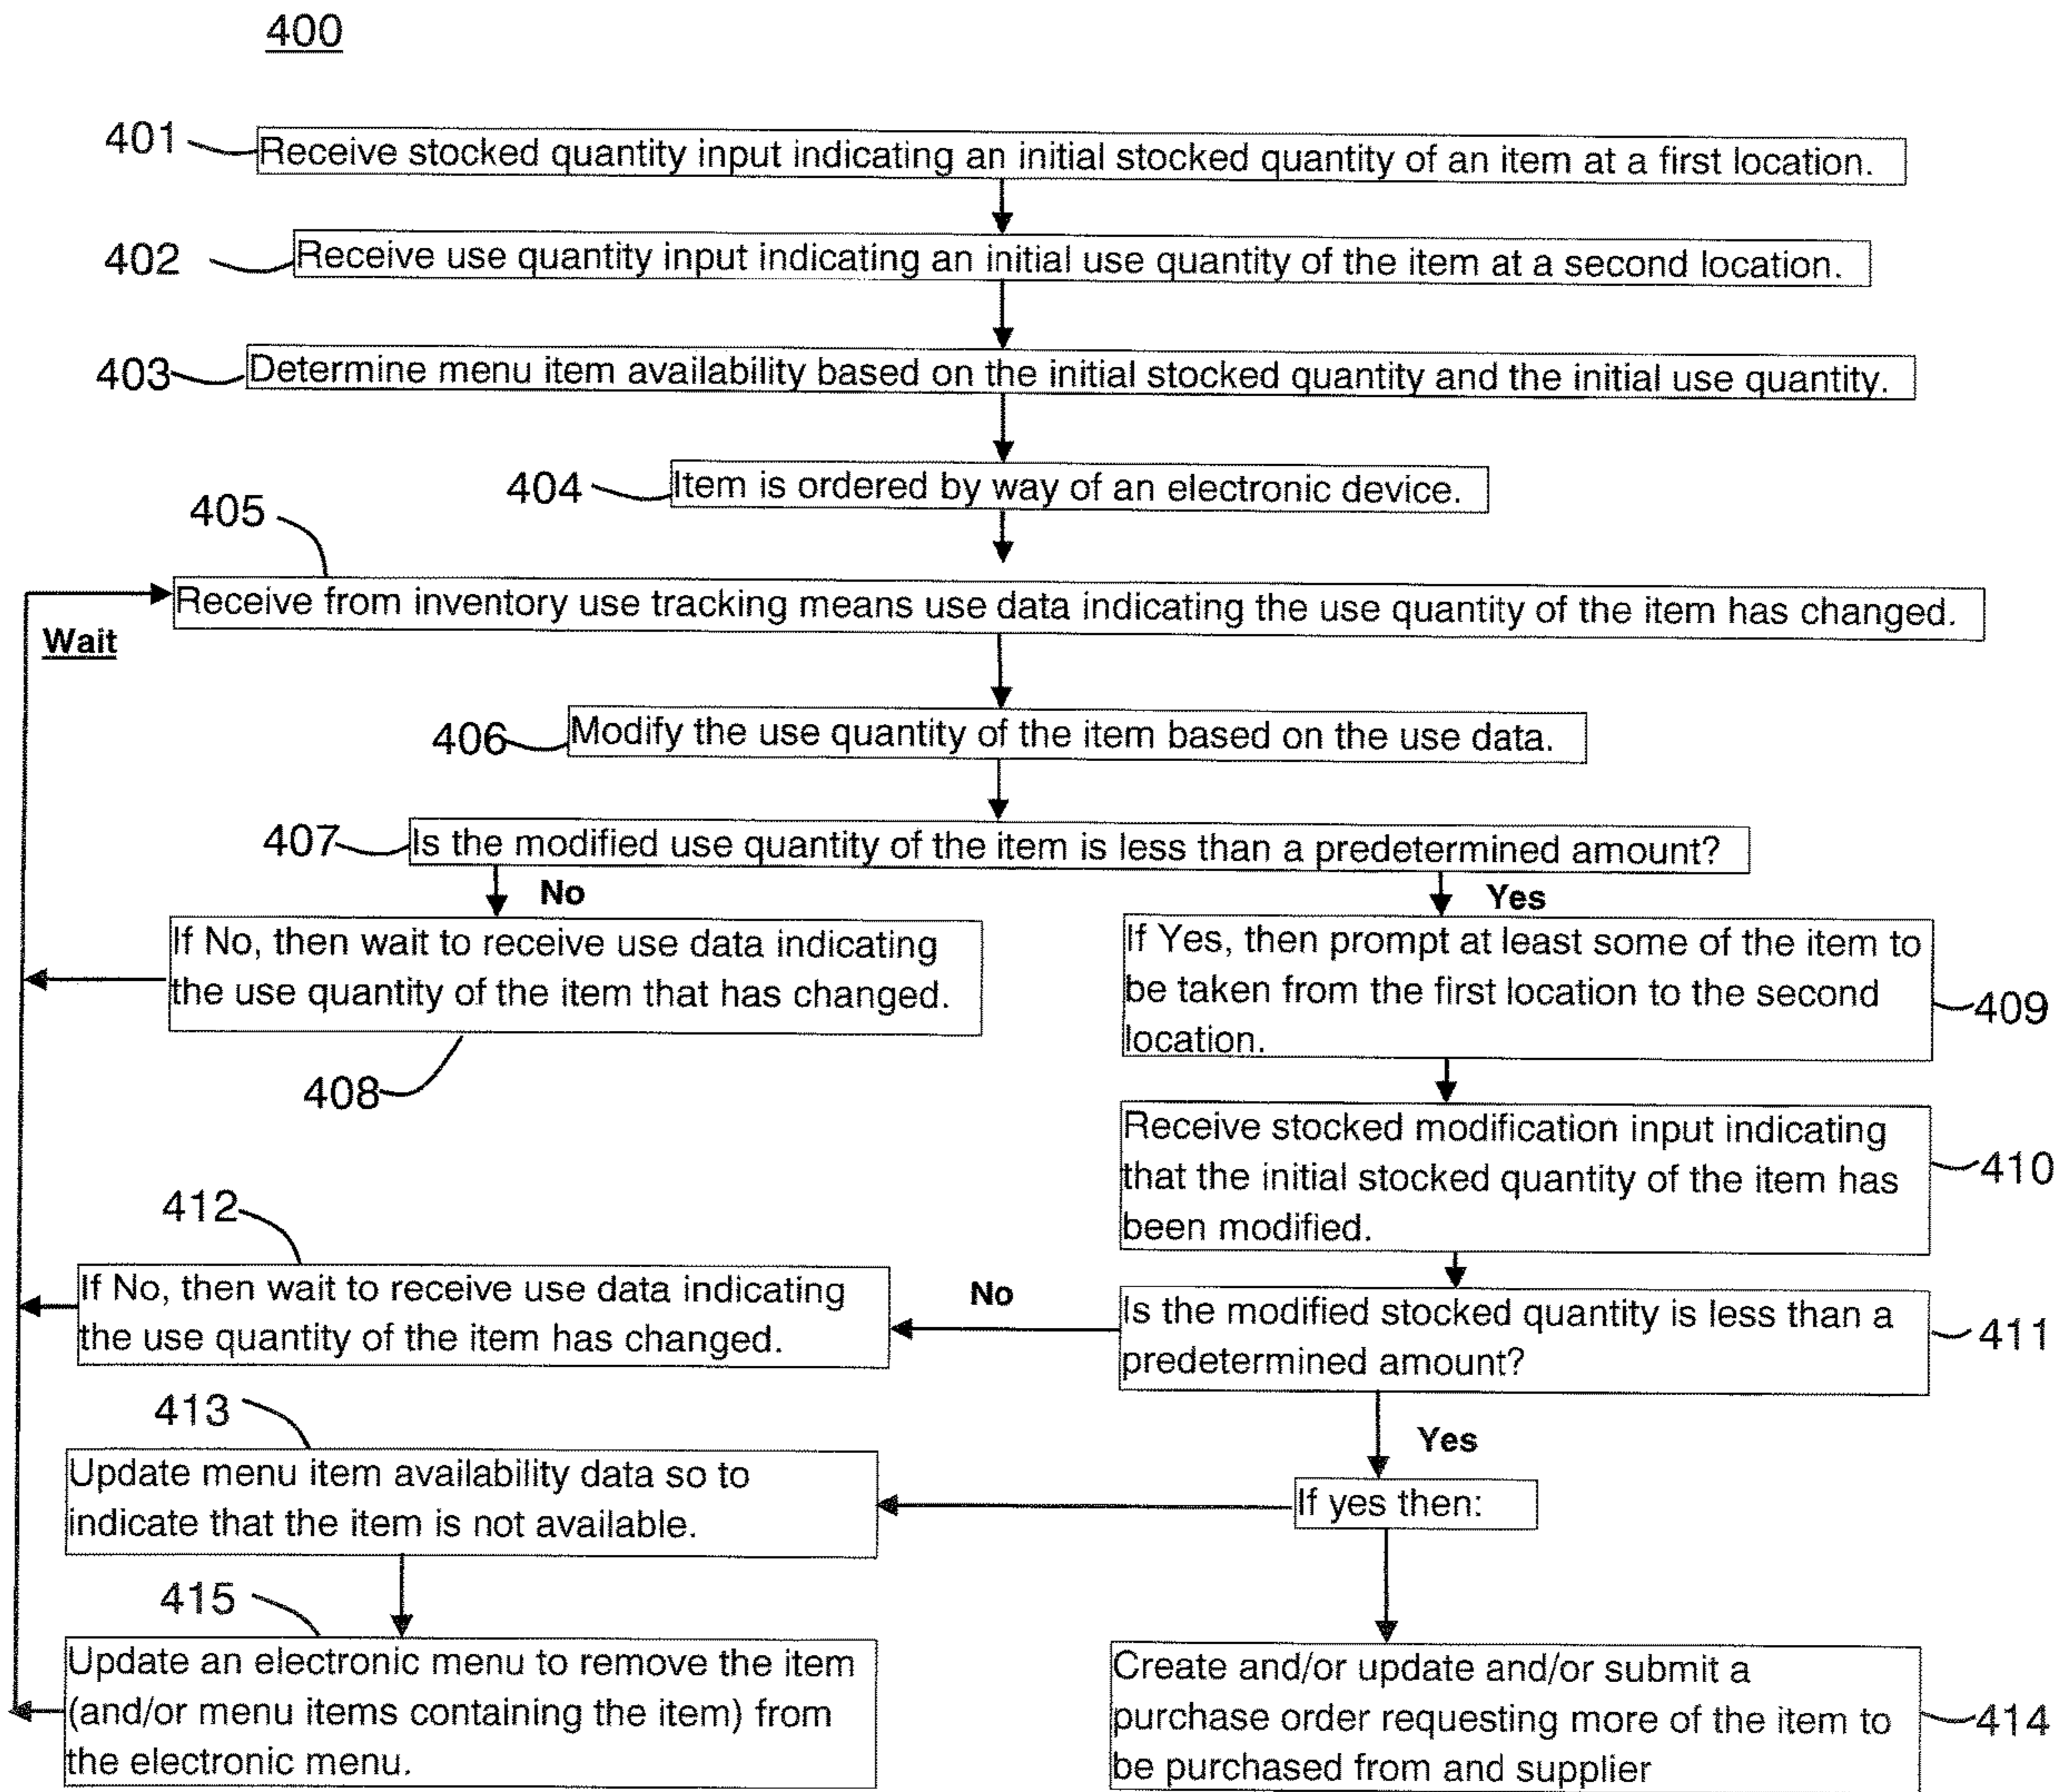 400
401
Receive stocked quantity input indicating an initial stocked quantity of an item at a first location.
402
Receive use quantity input indicating an initial use quantity of the item at a second location.
403
Determine menu item availability based on the initial stocked quantity and the initial use quantity.
404
Item is ordered by way of an electronic device.
405
Receive from inventory use tracking means use data indicating the use quantity of the item has changed.
Wait
406
Modify the use quantity of the item based on the use data.
407
Is the modified use quantity of the item is less than a predetermined amount?
No
Yes
If No, then wait to receive use data indicating
the use quantity of the item that has changed.
408
If Yes, then prompt at least some of the item to
be taken from the first location to the second
location.
409
Receive stocked modification input indicating
that the initial stocked quantity of the item has
been modified.
410
412
If No, then wait to receive use data indicating
the use quantity of the item has changed.
No
Is the modified stocked quantity is less than a
predetermined amount?
411
Yes
413
Update menu item availability data so to
indicate that the item is not available.
If yes then:
415
Update an electronic menu to remove the item
(and/or menu items containing the item) from
the electronic menu.
Create and/or update and/or submit a
purchase order requesting more of the item to
be purchased from and supplier
414